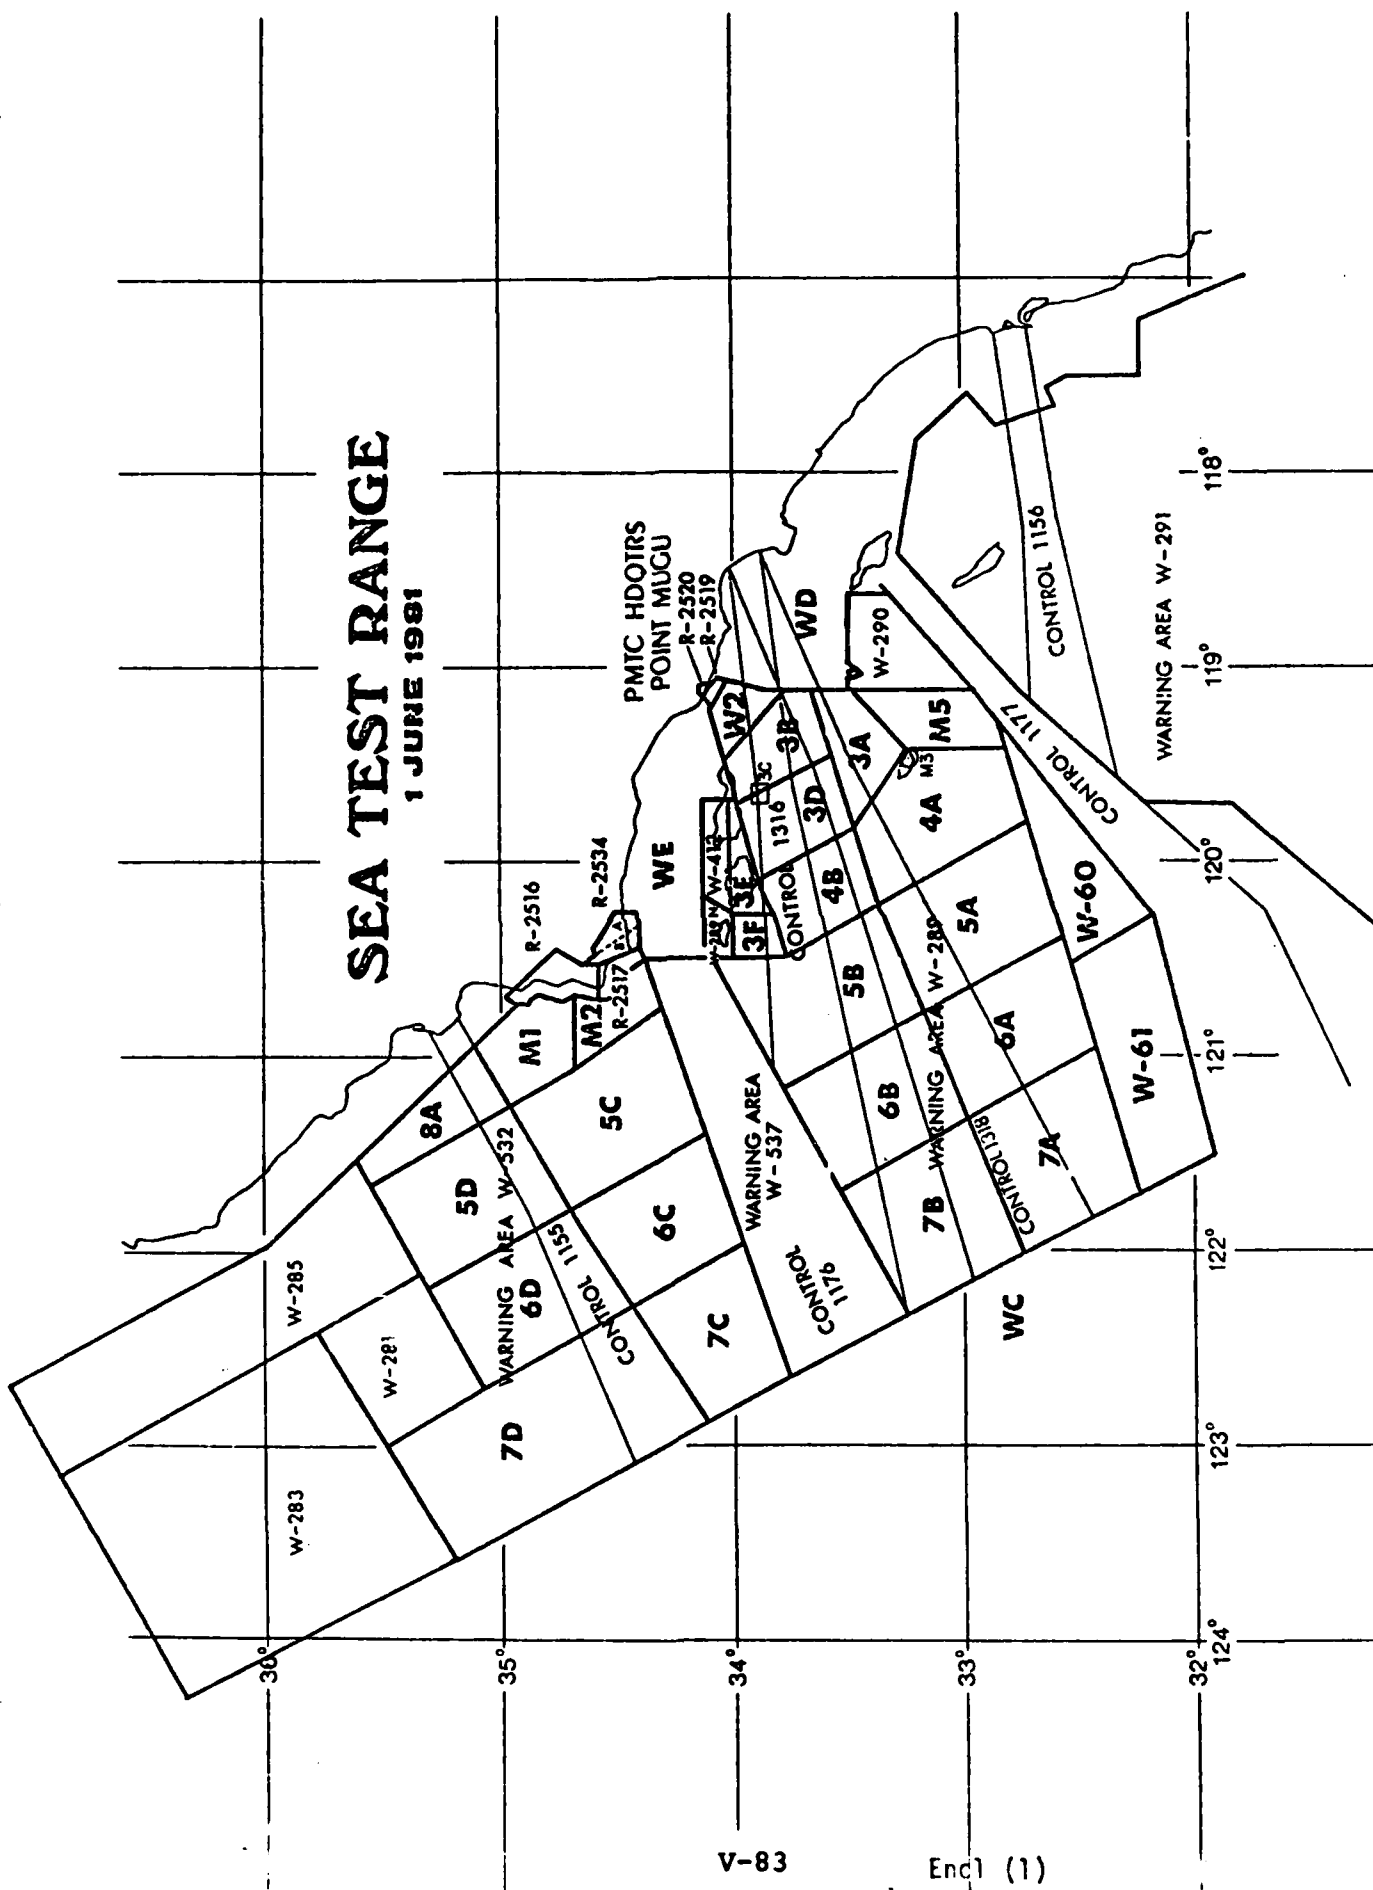 SEA TEST RANGE
1 JUNE 1981
PMTC HDQTRS
POINT MUGU
R-2520
R-2519
R-2534
R-2516
R-2517
W-285
W-283
W-281
8A
M1
M2
5D
5C
WARNING AREA W-532
6D
CONTROL 1155
6C
7D
7C
WARNING AREA
W-537
CONTROL
1176
WE
W-412
3E
3F
W2
3B
3C
3D
3A
CONTROL 1316
4B
4A
M3
M5
WD
W-290
5B
5A
WARNING AREA W-289
6B
6A
7B
7A
CONTROL 1318
WC
W-60
W-61
CONTROL 1177
CONTROL 1156
WARNING AREA W-291
118°
119°
120°
121°
122°
123°
124°
36°
35°
34°
33°
32°
V-83
Encl (1)